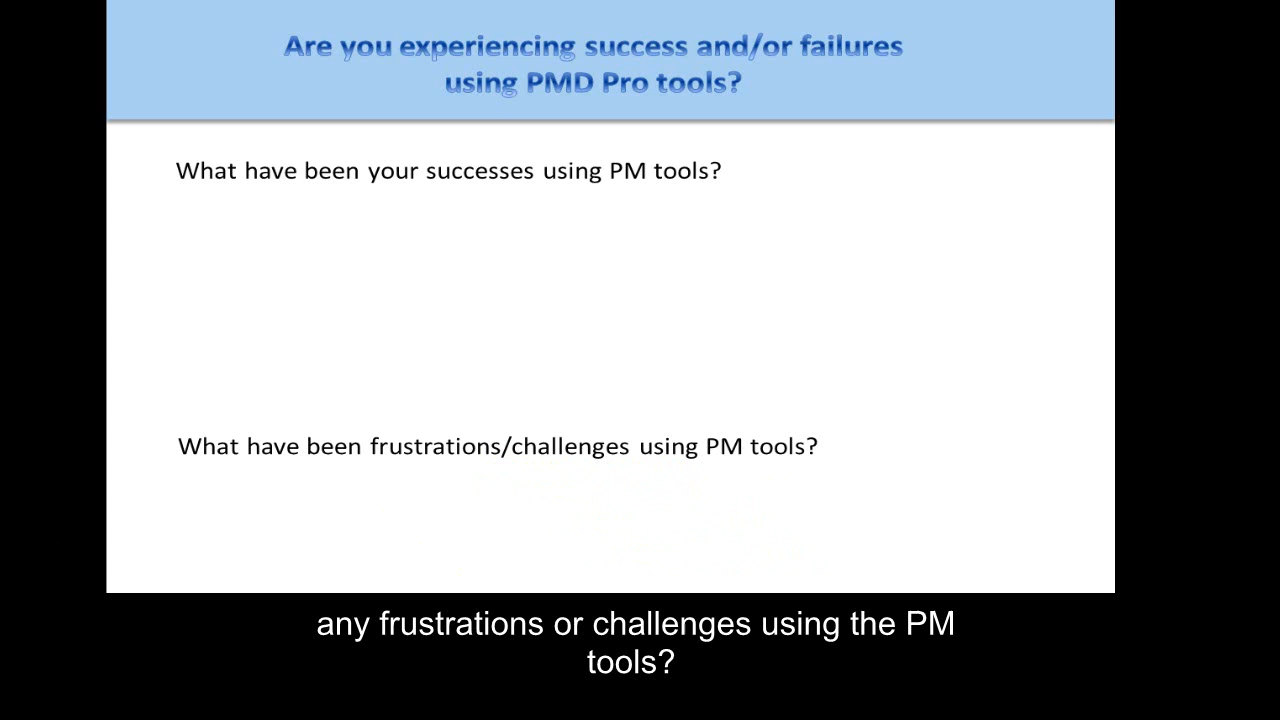 Are you experiencing success and/or failures
using PMD Pro tools?
What have been your successes using PM tools?
What have been frustrations/challenges using PM tools?
any frustrations or challenges using the PM
tools?